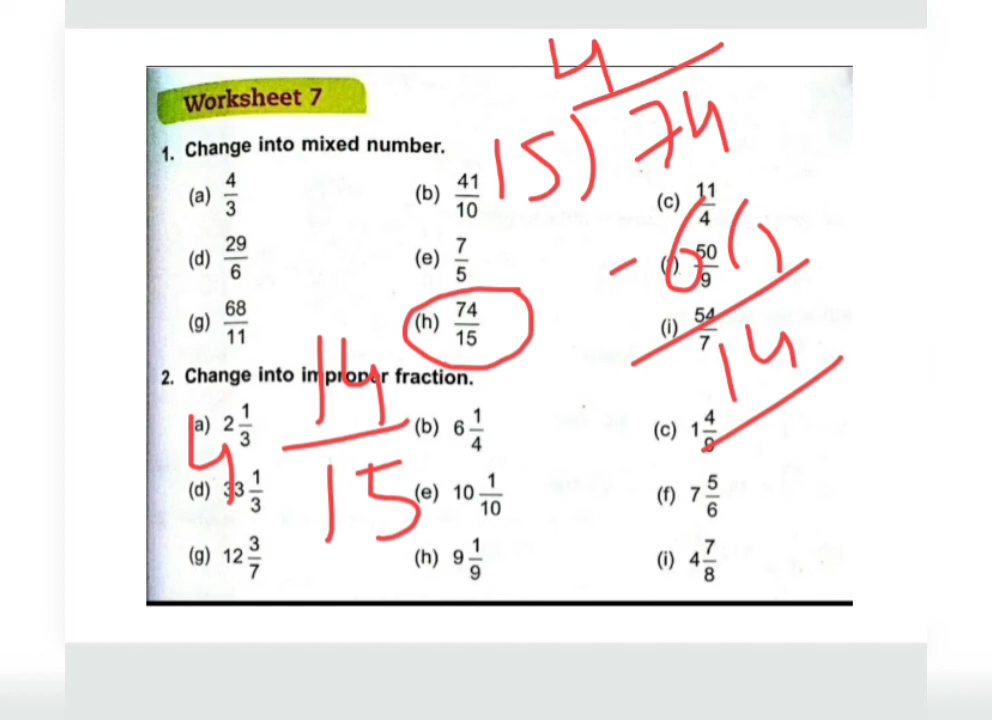 Worksheet 7
1. Change into mixed number.
(a) 4/3 (b) 41/10 (c) 11/4
(d) 29/6 (e) 7/5 (f) 50/9
(g) 68/11 (h) 74/15 (i) 54/7
2. Change into improper fraction.
(a) 2 1/3 (b) 6 1/4 (c) 1 4/9
(d) 33 1/3 (e) 10 1/10 (f) 7 5/6
(g) 12 3/7 (h) 9 1/9 (i) 4 7/8
4
15) 74
- 60
14
4 14/15